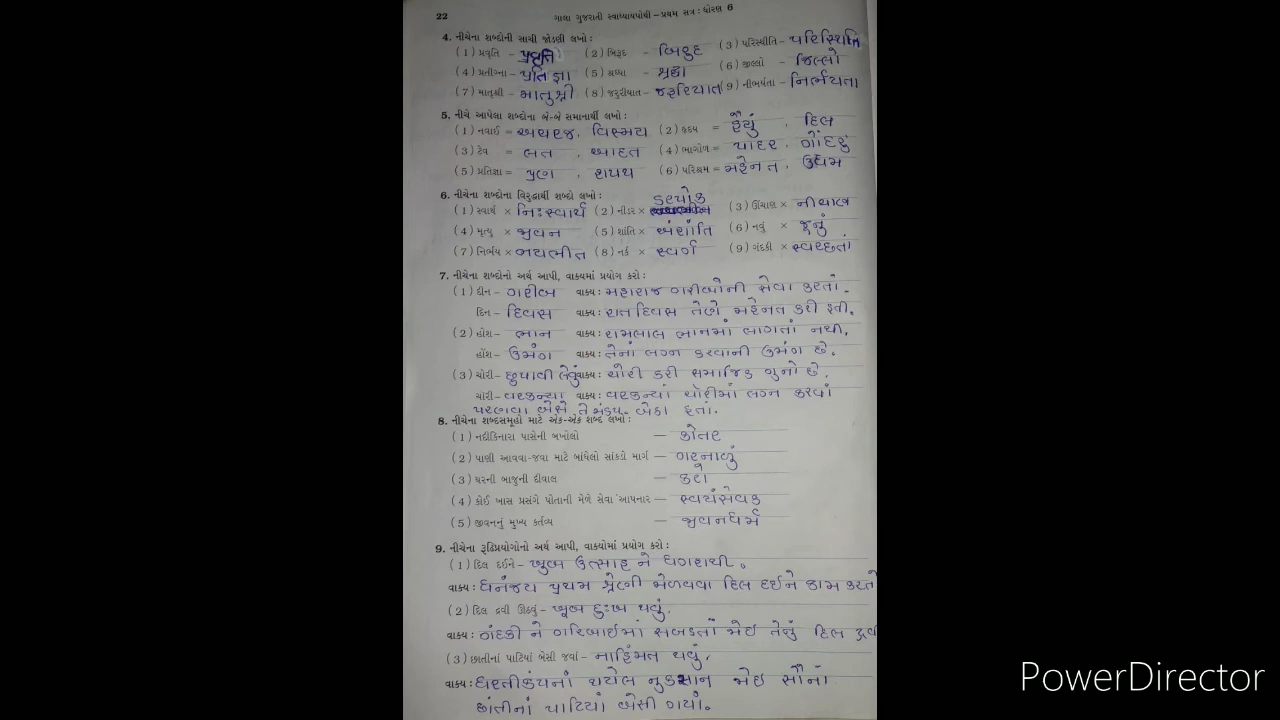 22 ગાલા ગુજરાતી સ્વાધ્યાયપોથી – પ્રથમ સત્ર : ધોરણ 6
4. નીચેના શબ્દોની સાચી જોડણી લખો :
(1) પ્રવૃતિ – પ્રવૃત્તિ (2) બિરૂદ – બિરુદ (3) પરિસ્થીતિ – પરિસ્થિતિ
(4) પ્રતીગ્ના – પ્રતિજ્ઞા (5) શ્રધ્ધા – શ્રદ્ધા (6) જીલ્લો – જિલ્લો
(7) માતૃશ્રી – માતુશ્રી (8) જરુરીયાત – જરૂરિયાત (9) નીર્ભયતા – નિર્ભયતા
5. નીચે આપેલા શબ્દોના બે-બે સમાનાર્થી લખો :
(1) નવાઈ = અચરજ, વિસ્મય (2) હૃદય = હૈયું, દિલ
(3) ટેવ = લત, આદત (4) ભાગોળ = પાદર, ગોંદરું
(5) પ્રતિજ્ઞા = પ્રણ, શપથ (6) પરિશ્રમ = મહેનત, ઉદ્યમ
6. નીચેના શબ્દોના વિરુદ્ધાર્થી શબ્દો લખો : ડરપોક
(1) સ્વાર્થ × નિઃસ્વાર્થ (2) નીડર × (3) ઊંચાણ × નીચાણ
(4) મૃત્યુ × જીવન (5) શાંતિ × અશાંતિ (6) નવું × જૂનું
(7) નિર્ભય × ભયભીત (8) નર્ક × સ્વર્ગ (9) ગંદકી × સ્વચ્છતા
7. નીચેના શબ્દોનો અર્થ આપી, વાક્યમાં પ્રયોગ કરો :
(1) દીન – ગરીબ વાક્ય : મહારાજ ગરીબોની સેવા કરતા.
દિન – દિવસ વાક્ય : રાત દિવસ તેણે મહેનત કરી હતી.
(2) હોશ – ભાન વાક્ય : રામલાલ ભાનમાં લાગતા નથી.
હોંશ – ઉમંગ વાક્ય : તેનાં લગ્ન કરવાની ઉમંગ છે.
(3) ચોરી – છુપાવી લેવું વાક્ય : ચોરી કરી સમાજિક ગુનો છે.
ચોરી – વરકન્યા વાક્ય : વરકન્યાં ચૉરીમાં લગ્ન કરવાં
પરણવા બેસે તે મંડપ. બેઠા હતાં.
8. નીચેના શબ્દસમૂહો માટે એક-એક શબ્દ લખો :
(1) નદીકિનારા પાસેની બખોલો – કોતર
(2) પાણી આવવા-જવા માટે બાંધેલો સાંકડો માર્ગ – ગરનાળું
(3) ઘરની બાજુની દીવાલ – કરો
(4) કોઈ ખાસ પ્રસંગે પોતાની મેળે સેવા આપનાર – સ્વયંસેવક
(5) જીવનનું મુખ્ય કર્તવ્ય – જીવનધર્મ
9. નીચેના રૂઢિપ્રયોગોનો અર્થ આપી, વાક્યોમાં પ્રયોગ કરો :
(1) દિલ દઈને – ખુબ ઉત્સાહ ને ધગશથી.
વાક્ય : ધનંજય પ્રથમ શ્રેણી મેળવવા દિલ દઈને કામ કરતો
(2) દિલ દ્રવી ઊઠવું – ખૂબ દુઃખ થવું.
વાક્ય : ગંદકી ને ગરિબાઈમાં સબડતાં જોઈ તેનું દિલ દ્રવી
(3) છાતીનાં પાટિયાં બેસી જવાં – નાહિંમત થવું.
વાક્ય : ધરતીકંપનાં થયેલ નુકસાન જોઇ સૌનાં
છાંતીનાં પાટિયાં બેસી ગયાં.
PowerDirector